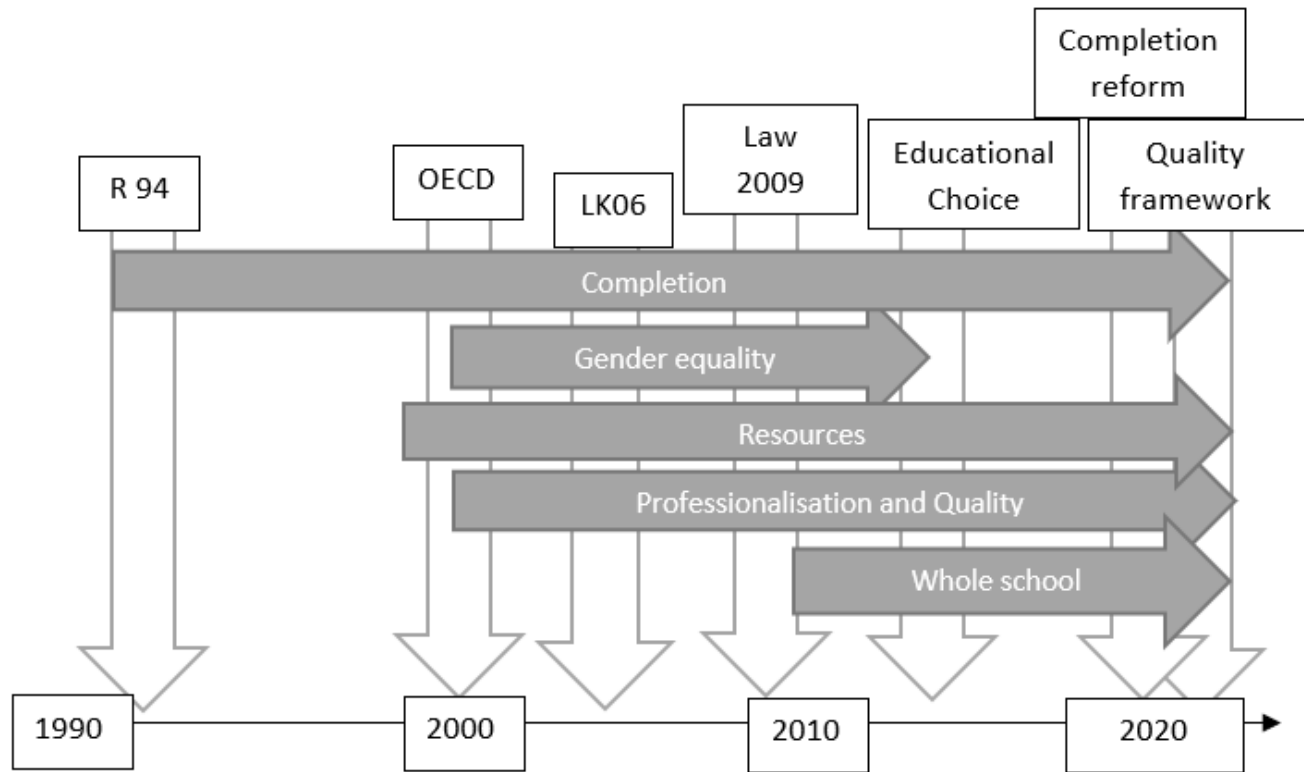 Completion
reform
R 94
OECD
LK06
Law
2009
Educational
Choice
Quality
framework
Completion
Gender equality
Resources
Professionalisation and Quality
Whole school
1990
2000
2010
2020